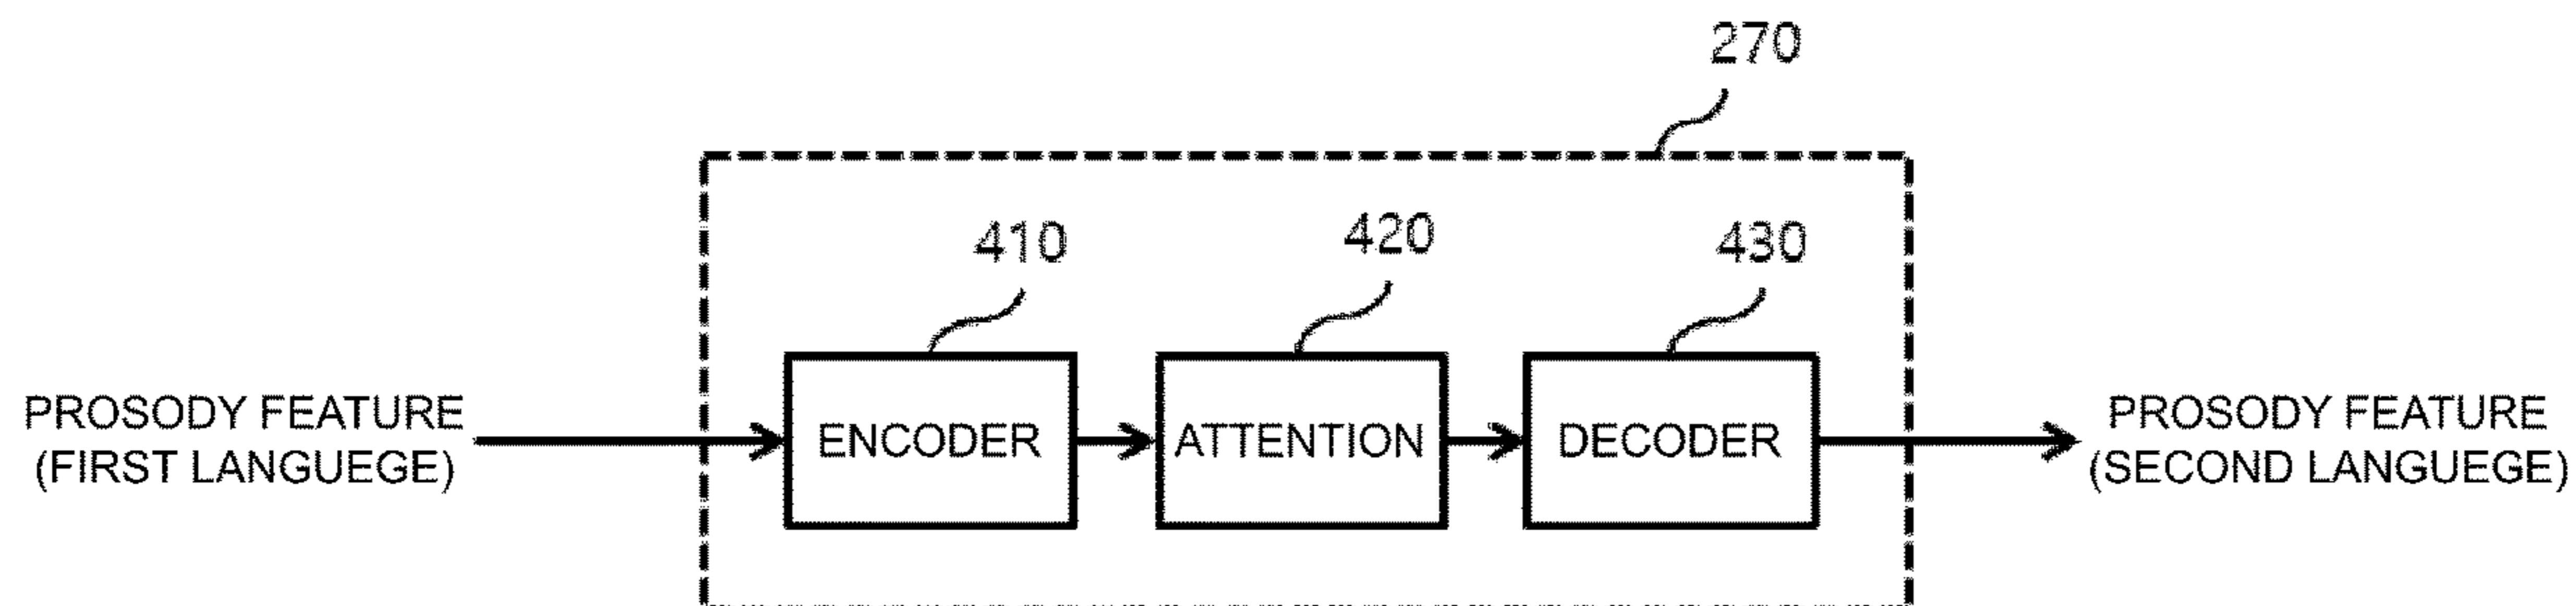 270
410
420
430
PROSODY FEATURE
(FIRST LANGUEGE)
ENCODER
ATTENTION
DECODER
PROSODY FEATURE
(SECOND LANGUEGE)